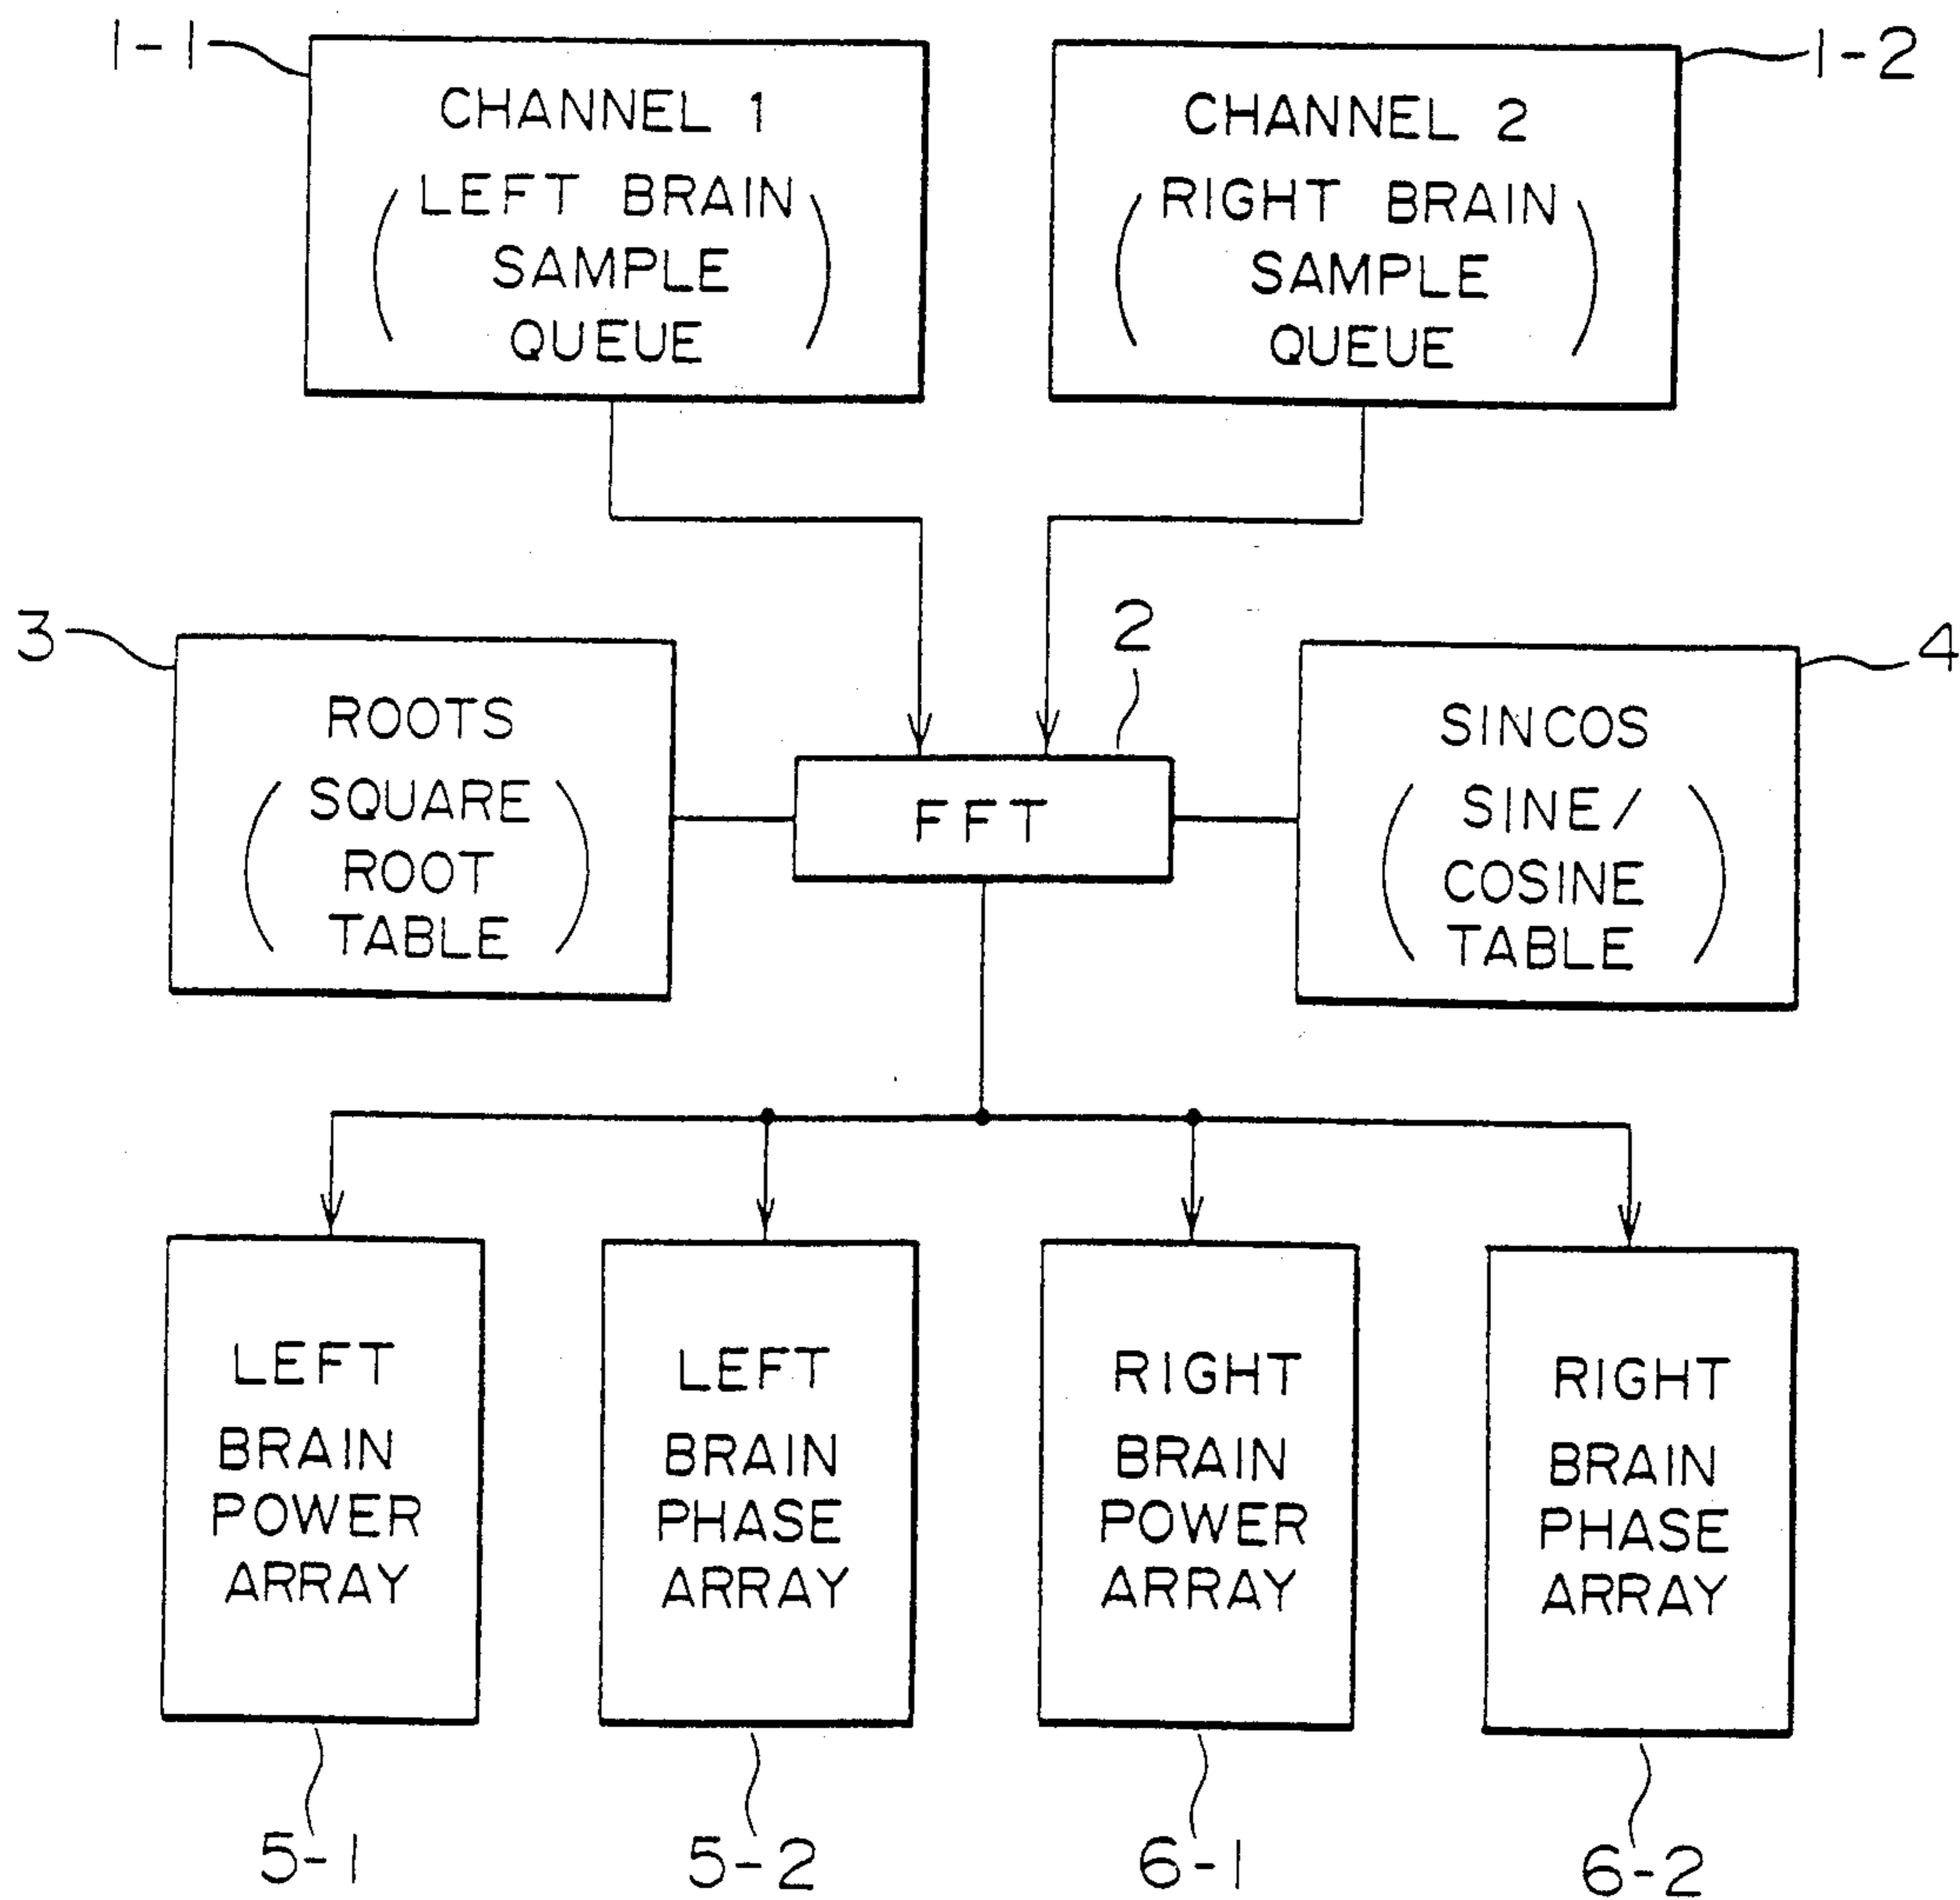 1-1
CHANNEL 1
( LEFT BRAIN
SAMPLE
QUEUE )
1-2
CHANNEL 2
( RIGHT BRAIN
SAMPLE
QUEUE )
3
ROOTS
( SQUARE
ROOT
TABLE )
2
FFT
4
SINCOS
( SINE/
COSINE
TABLE )
LEFT
BRAIN
POWER
ARRAY
5-1
LEFT
BRAIN
PHASE
ARRAY
5-2
RIGHT
BRAIN
POWER
ARRAY
6-1
RIGHT
BRAIN
PHASE
ARRAY
6-2